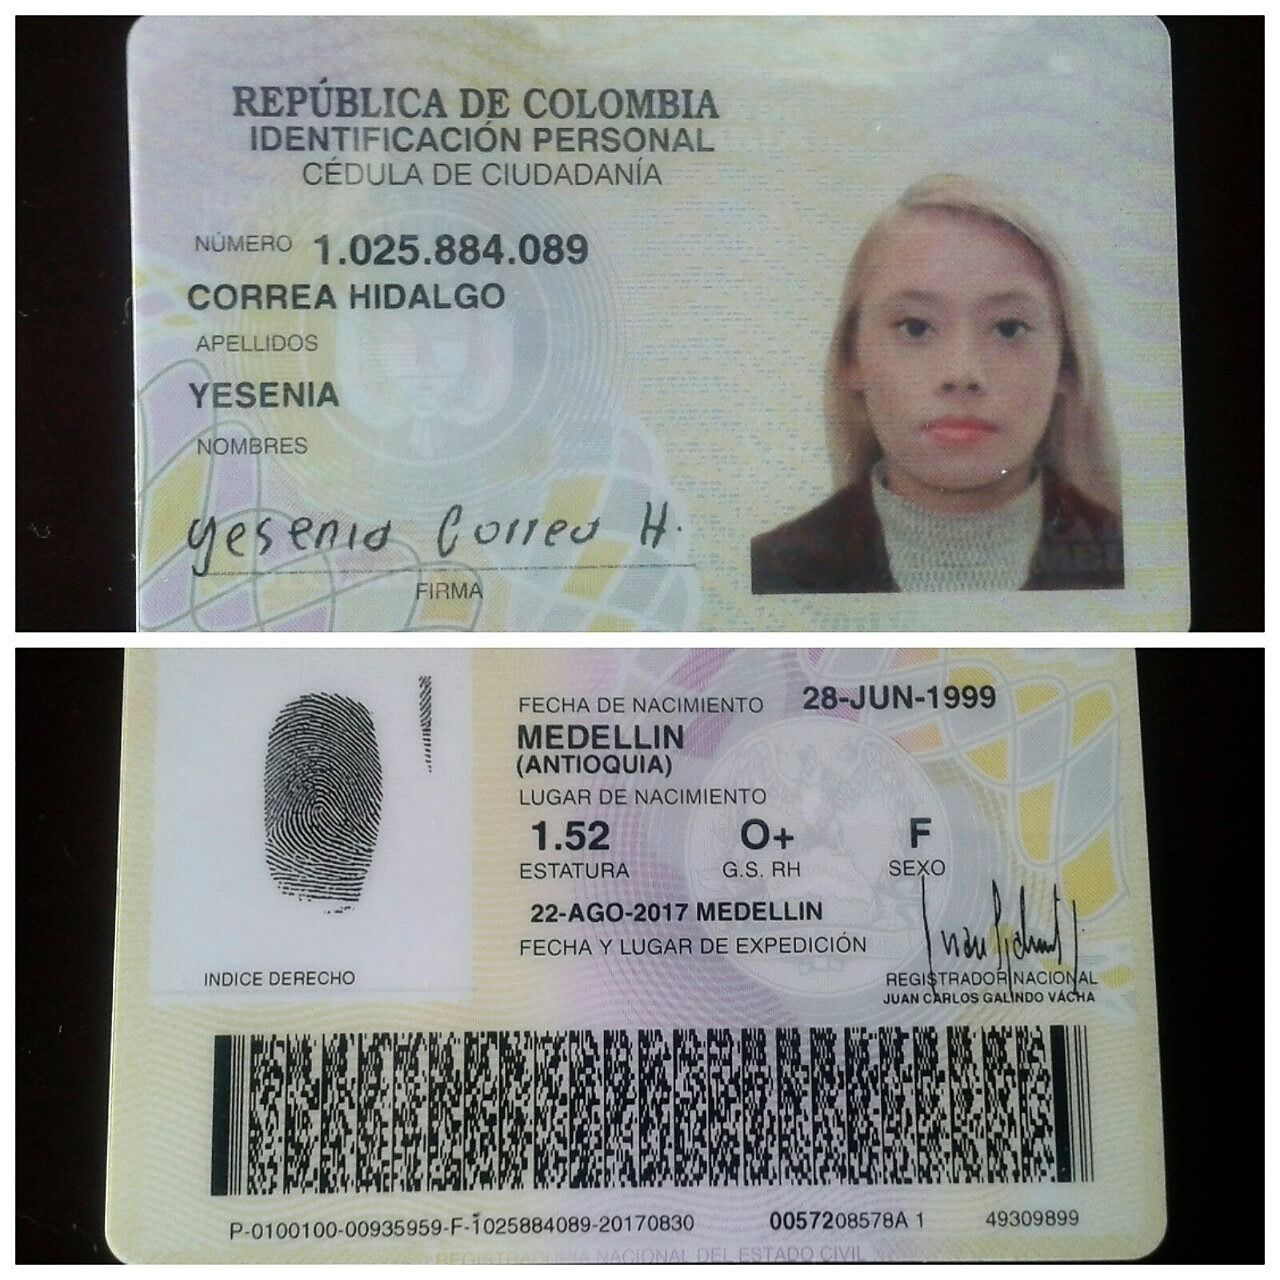 REPÚBLICA DE COLOMBIA
IDENTIFICACIÓN PERSONAL
CÉDULA DE CIUDADANÍA
NÚMERO 1.025.884.089
CORREA HIDALGO
APELLIDOS
YESENIA
NOMBRES
Yesenia Correa H.
FIRMA
FECHA DE NACIMIENTO 28-JUN-1999
MEDELLIN
(ANTIOQUIA)
LUGAR DE NACIMIENTO
1.52 O+ F
ESTATURA G.S. RH SEXO
22-AGO-2017 MEDELLIN
FECHA Y LUGAR DE EXPEDICIÓN
INDICE DERECHO
REGISTRADOR NACIONAL
JUAN CARLOS GALINDO VÁCHA
P-0100100-00935959-F-1025884089-20170830 0057208578A 1 49309899
REGISTRADURIA NACIONAL DEL ESTADO CIVIL